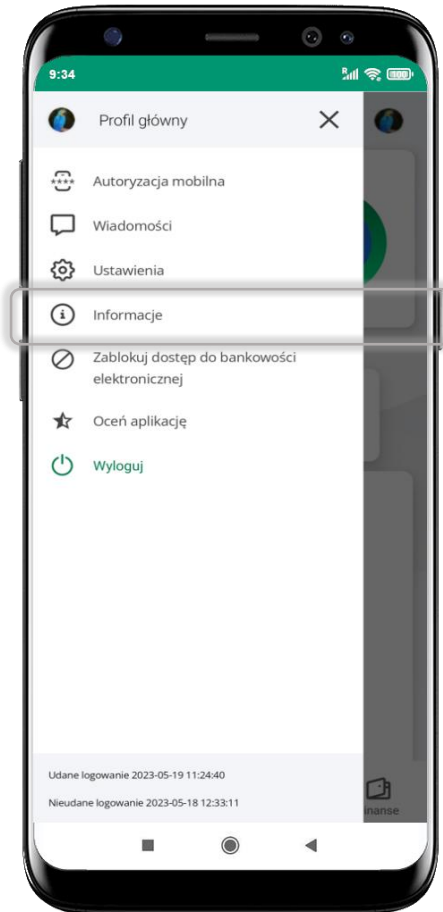 9:34
R
100
Profil główny
Autoryzacja mobilna
Wiadomości
Ustawienia
Informacje
Zablokuj dostęp do bankowości
elektronicznej
Oceń aplikację
Wyloguj
Udane logowanie 2023-05-19 11:24:40
Nieudane logowanie 2023-05-18 12:33:11
inanse